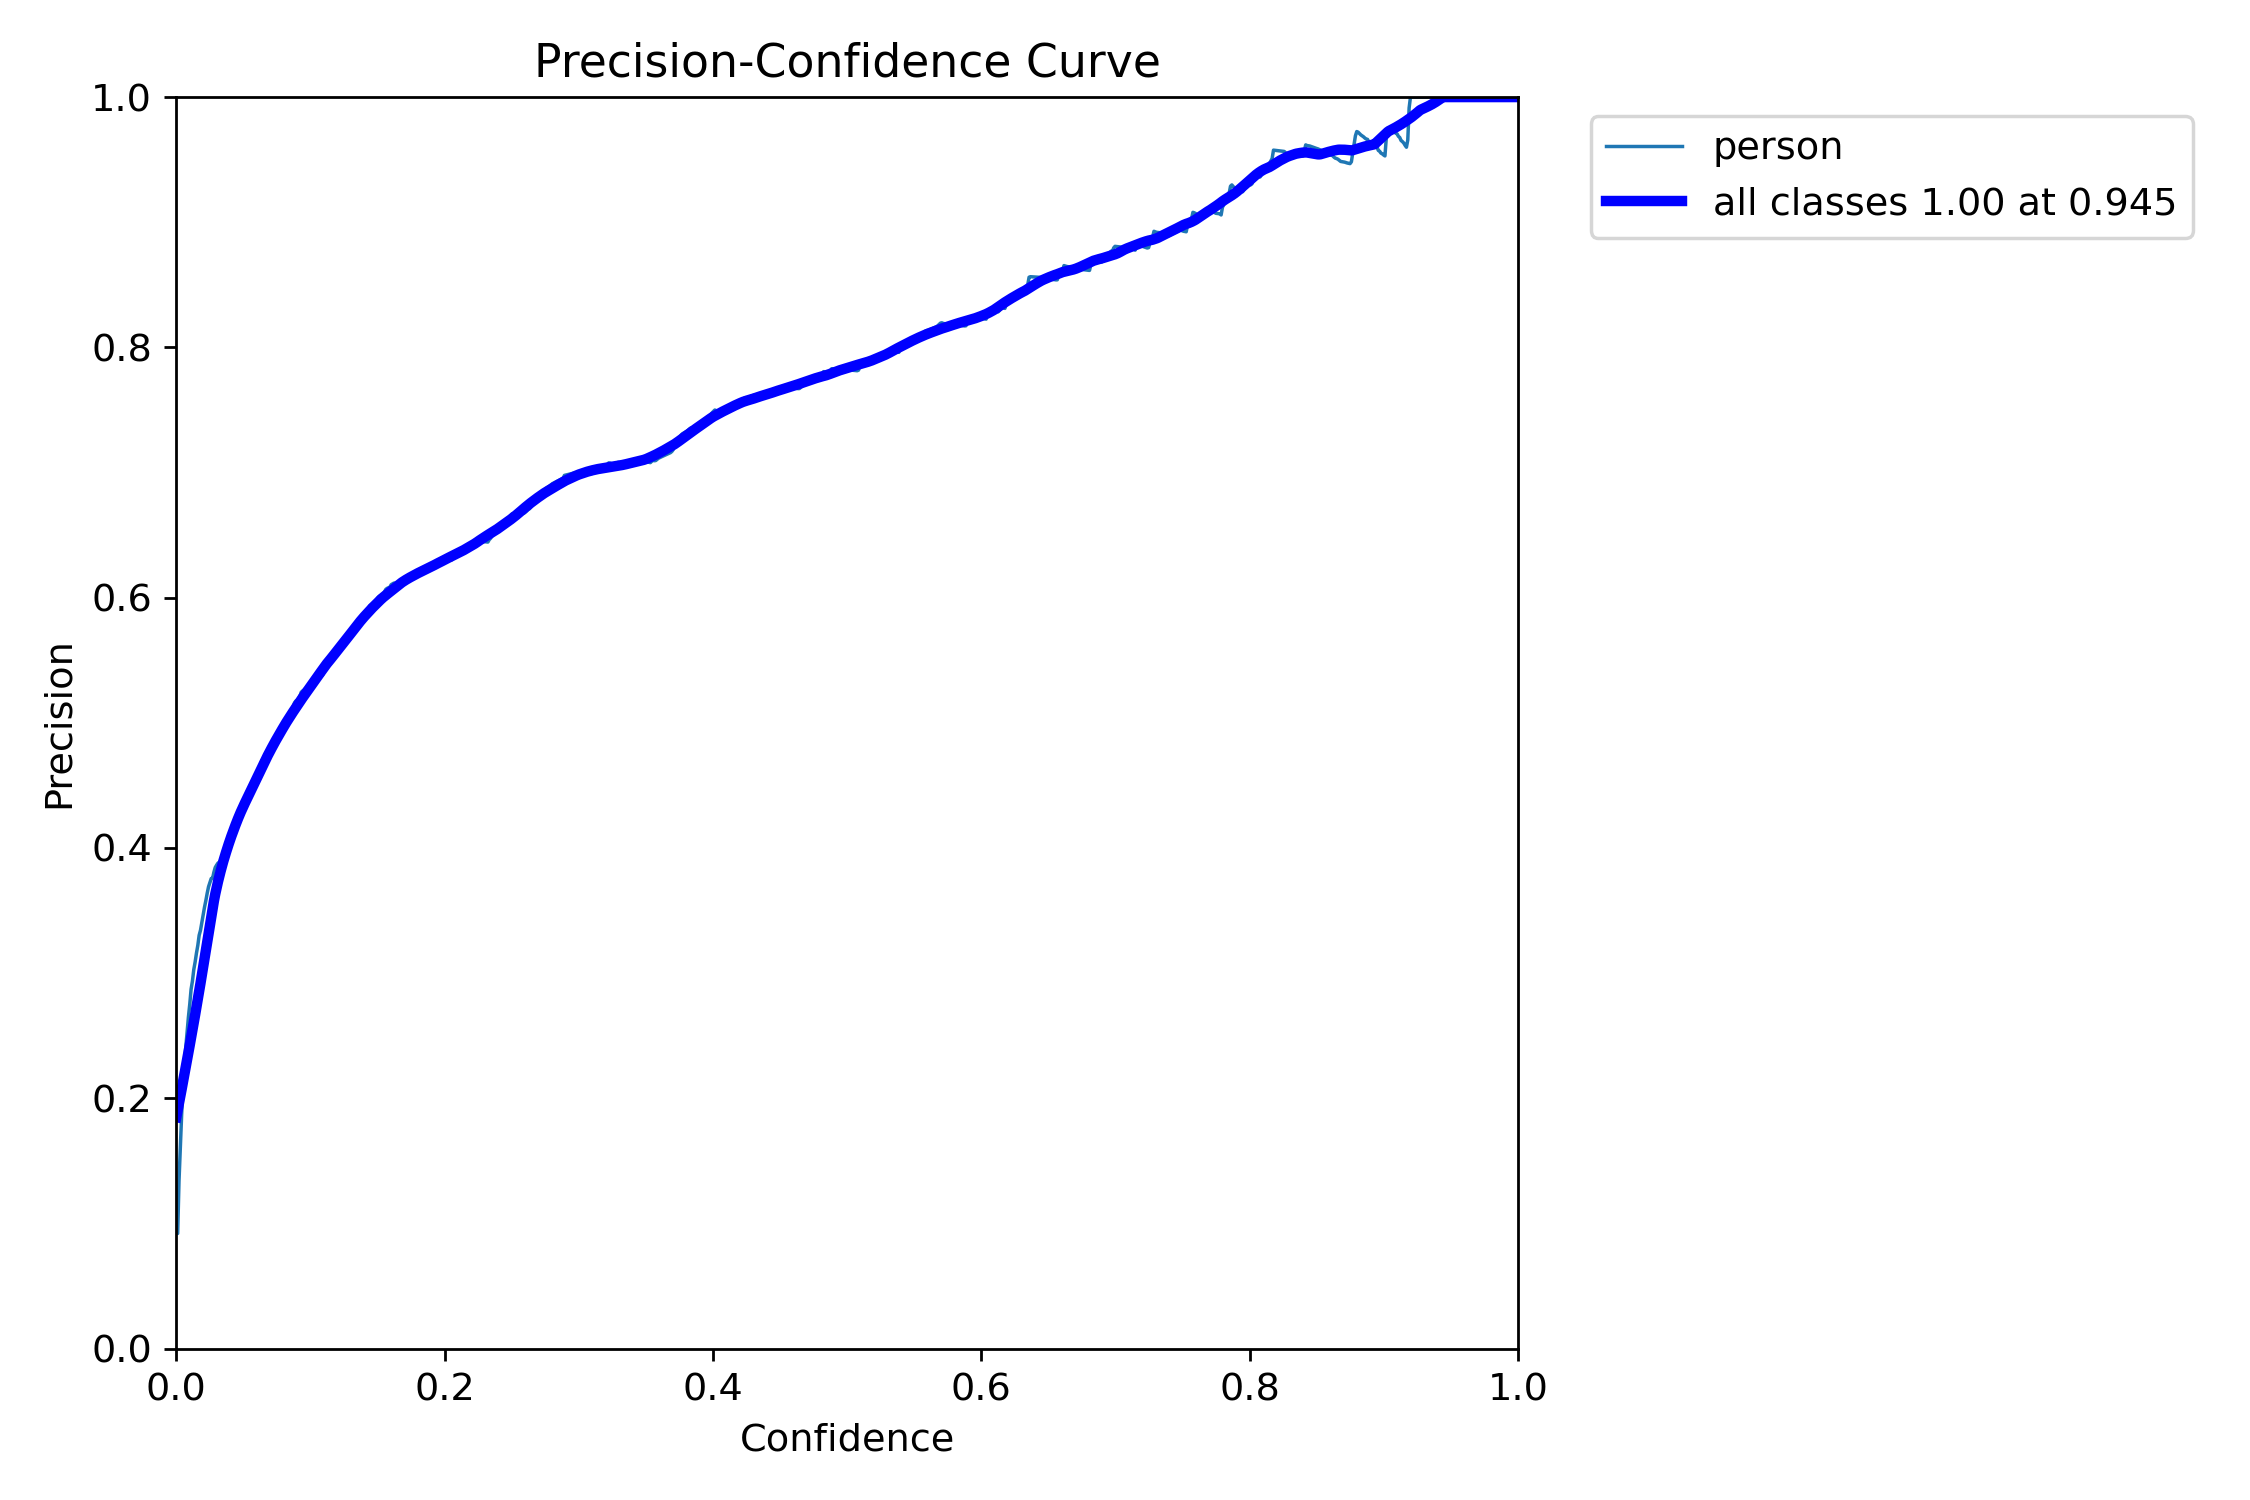 Precision-Confidence Curve
1.0
0.8
0.6
0.4
0.2
0.0
Precision
0.0 0.2 0.4 0.6 0.8 1.0
Confidence
person
all classes 1.00 at 0.945